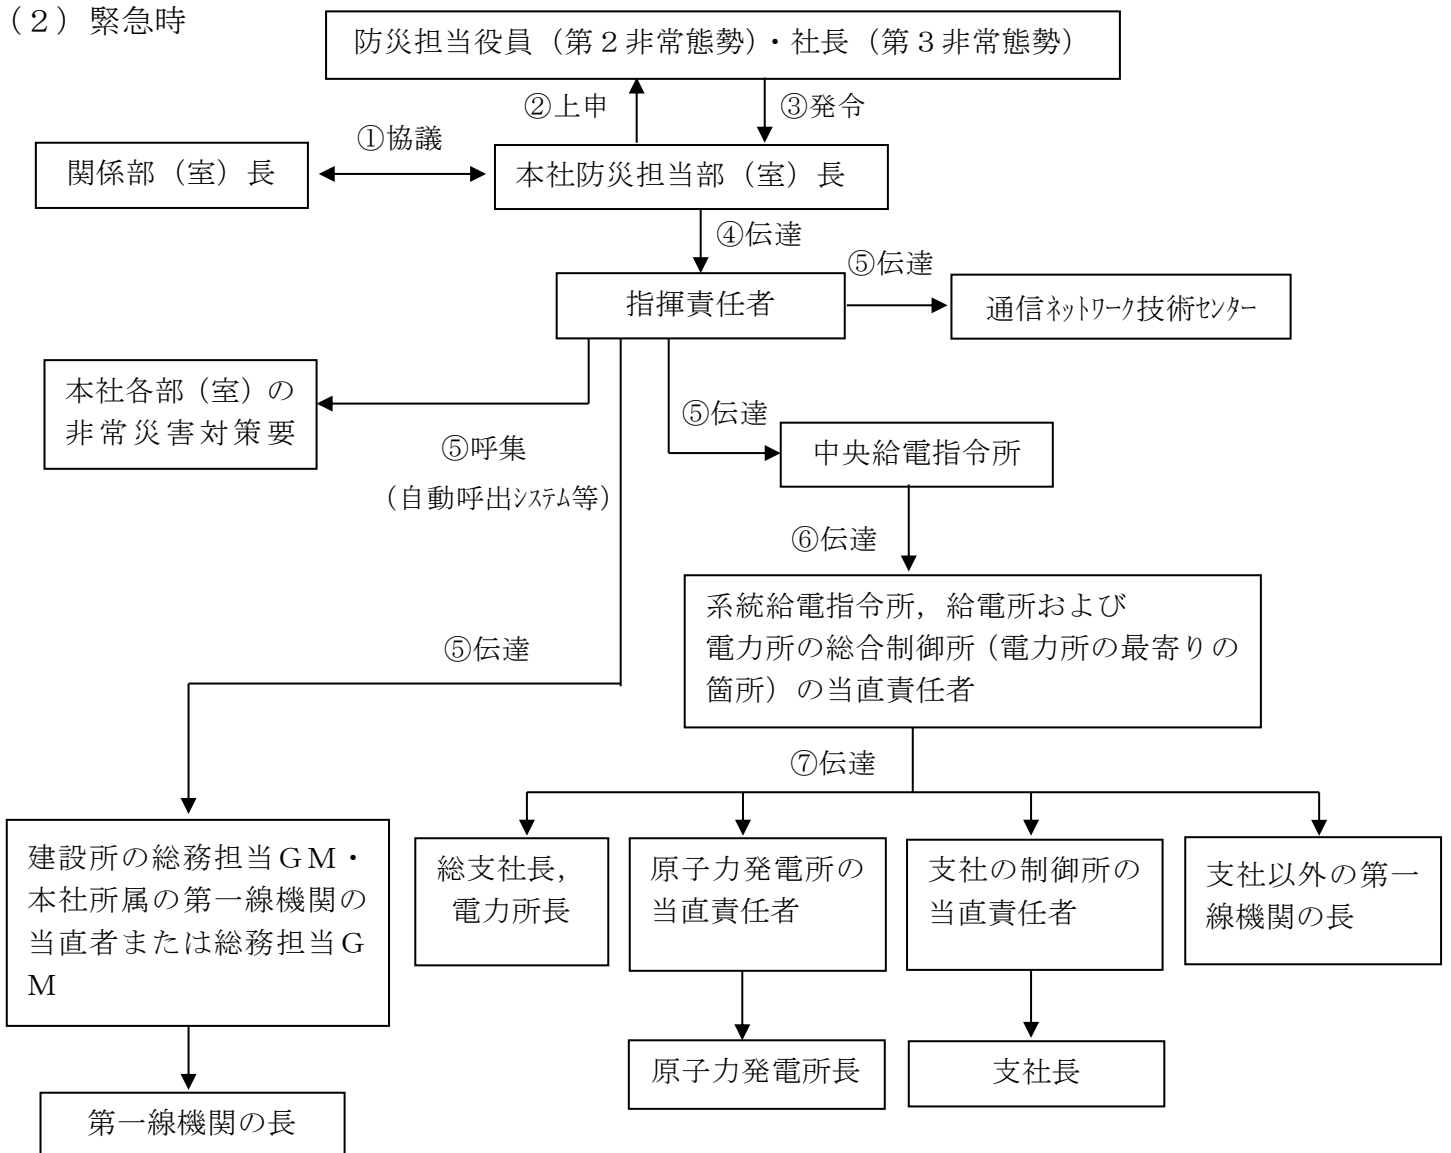 （２）緊急時
防災担当役員（第２非常態勢）・社長（第３非常態勢）
②上申
③発令
①協議
関係部（室）長
本社防災担当部（室）長
④伝達
⑤伝達
指揮責任者
通信ﾈｯﾄﾜｰｸ技術ｾﾝﾀｰ
本社各部（室）の
非常災害対策要
⑤伝達
⑤呼集
（自動呼出ｼｽﾃﾑ等）
中央給電指令所
⑥伝達
系統給電指令所，給電所および
電力所の総合制御所（電力所の最寄りの
箇所）の当直責任者
⑤伝達
⑦伝達
建設所の総務担当ＧＭ・
本社所属の第一線機関の
当直者または総務担当Ｇ
Ｍ
総支社長，
電力所長
原子力発電所の
当直責任者
支社の制御所の
当直責任者
支社以外の第一
線機関の長
原子力発電所長
支社長
第一線機関の長